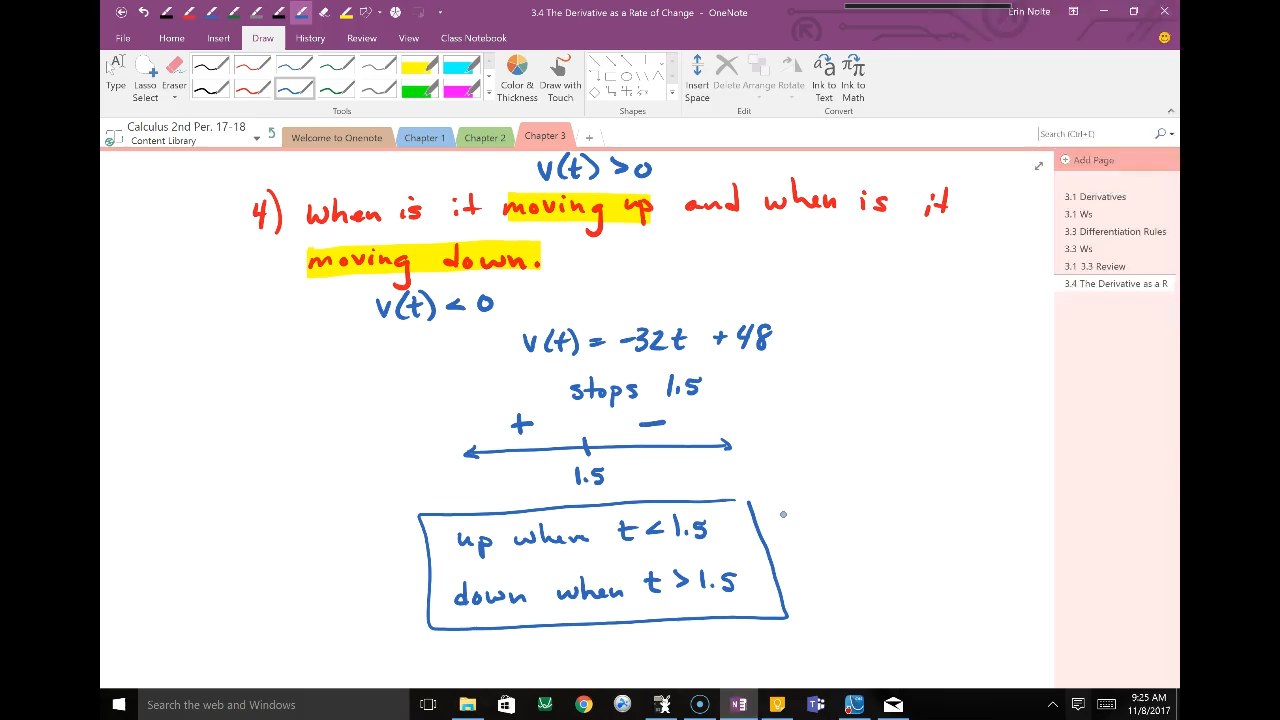 3.4 The Derivative as a Rate of Change - OneNote
Erin Nolte
File Home Insert Draw History Review View Class Notebook
Type Lasso Select Eraser Color & Thickness Draw with Touch Insert Space Delete Arrange Rotate Ink to Text Ink to Math
Tools Shapes Edit Convert
Calculus 2nd Per. 17-18
Content Library
Welcome to Onenote Chapter 1 Chapter 2 Chapter 3
Search (Ctrl+E)
Add Page
3.1 Derivatives
3.1 Ws
3.3 Differentiation Rules
3.3 Ws
3.1 3.3 Review
3.4 The Derivative as a R
v(t) > 0
4) when is it moving up and when is it
moving down.
v(t) < 0
v(t) = -32t + 48
stops 1.5
+ −
1.5
up when t < 1.5
down when t > 1.5
Search the web and Windows
9:25 AM
11/8/2017